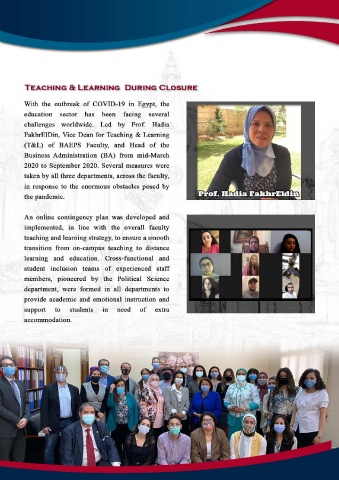 TEACHING & LEARNING DURING CLOSURE
With the outbreak of COVID-19 in Egypt, the
education sector has been facing several
challenges worldwide. Led by Prof. Hadia
FakhrElDin, Vice Dean for Teaching & Learning
(T&L) of BAEPS Faculty, and Head of the
Business Administration (BA) from mid-March
2020 to September 2020. Several measures were
taken by all three departments, across the faculty,
in response to the enormous obstacles posed by
the pandemic.
Prof. Hadia FakhrEldin
An online contingency plan was developed and
implemented, in line with the overall faculty
teaching and learning strategy, to ensure a smooth
transition from on-campus teaching to distance
learning and education. Cross-functional and
student inclusion teams of experienced staff
members, pioneered by the Political Science
department, were formed in all departments to
provide academic and emotional instruction and
support to students in need of extra
accommodation.